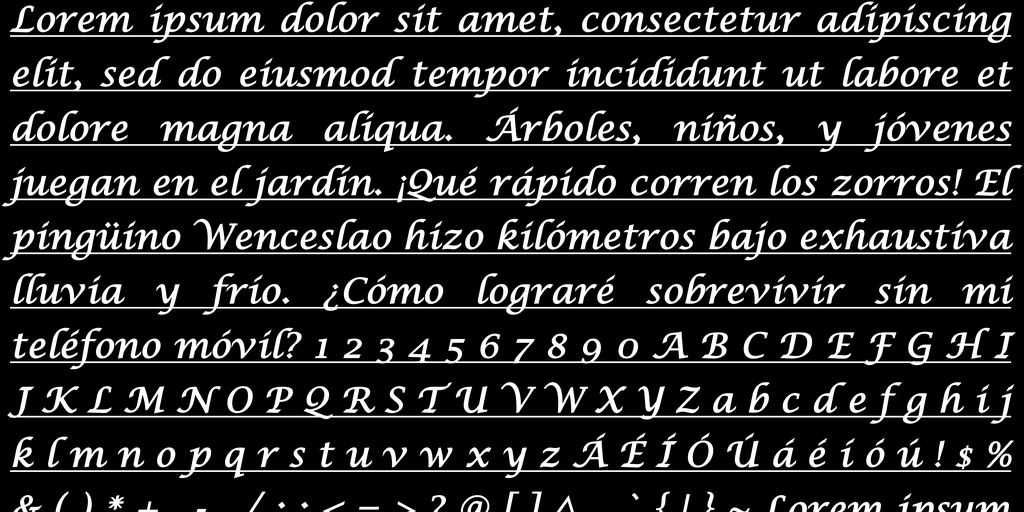 Lorem ipsum dolor sit amet, consectetur adipiscing
elit, sed do eiusmod tempor incididunt ut labore et
dolore magna aliqua. Árboles, niños, y jóvenes
juegan en el jardín. ¡Qué rápido corren los zorros! El
pingüino Wenceslao hizo kilómetros bajo exhaustiva
lluvia y frío. ¿Cómo lograré sobrevivir sin mi
teléfono móvil? 1 2 3 4 5 6 7 8 9 0 A B C D E F G H I
J K L M N O P Q R S T U V W X Y Z a b c d e f g h i j
k l m n o p q r s t u v w x y z Á É Í Ó Ú á é í ó ú ! $ %
& ( ) * + , - . / : ; < = > ? @ [ ] ^ _ ` { | } ~ Lorem ipsum